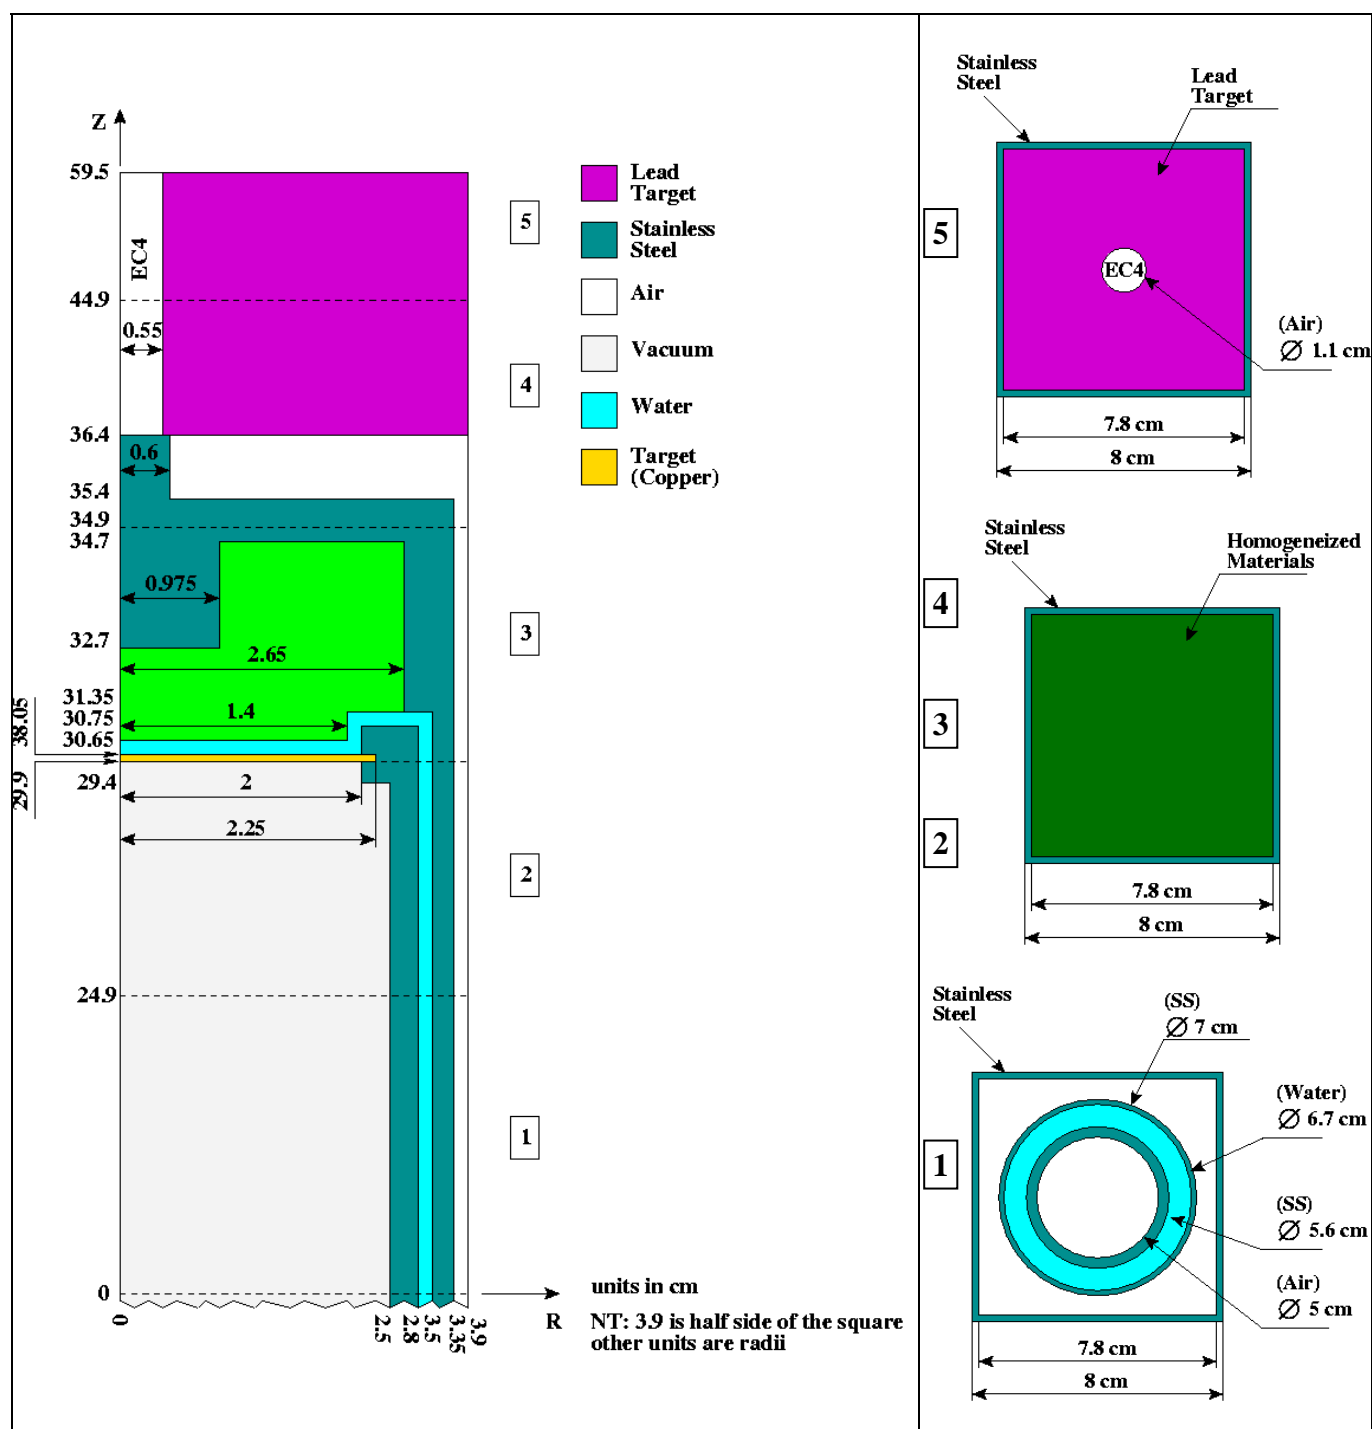 Z
59.5
44.9
36.4
35.4
34.9
34.7
32.7
31.35
30.75
30.65
38.05
29.9
29.4
24.9
0
EC4
0.55
0.6
0.975
2.65
1.4
2
2.25
0
2.5
2.8
3.5
3.35
3.9
R
units in cm
NT: 3.9 is half side of the square
other units are radii
5
4
3
2
1
Lead
Target
Stainless
Steel
Air
Vacuum
Water
Target
(Copper)
Stainless
Steel
Lead
Target
5
EC4
(Air)
Ø 1.1 cm
7.8 cm
8 cm
Stainless
Steel
Homogeneized
Materials
4
3
2
7.8 cm
8 cm
Stainless
Steel
(SS)
Ø 7 cm
(Water)
Ø 6.7 cm
1
(SS)
Ø 5.6 cm
(Air)
Ø 5 cm
7.8 cm
8 cm